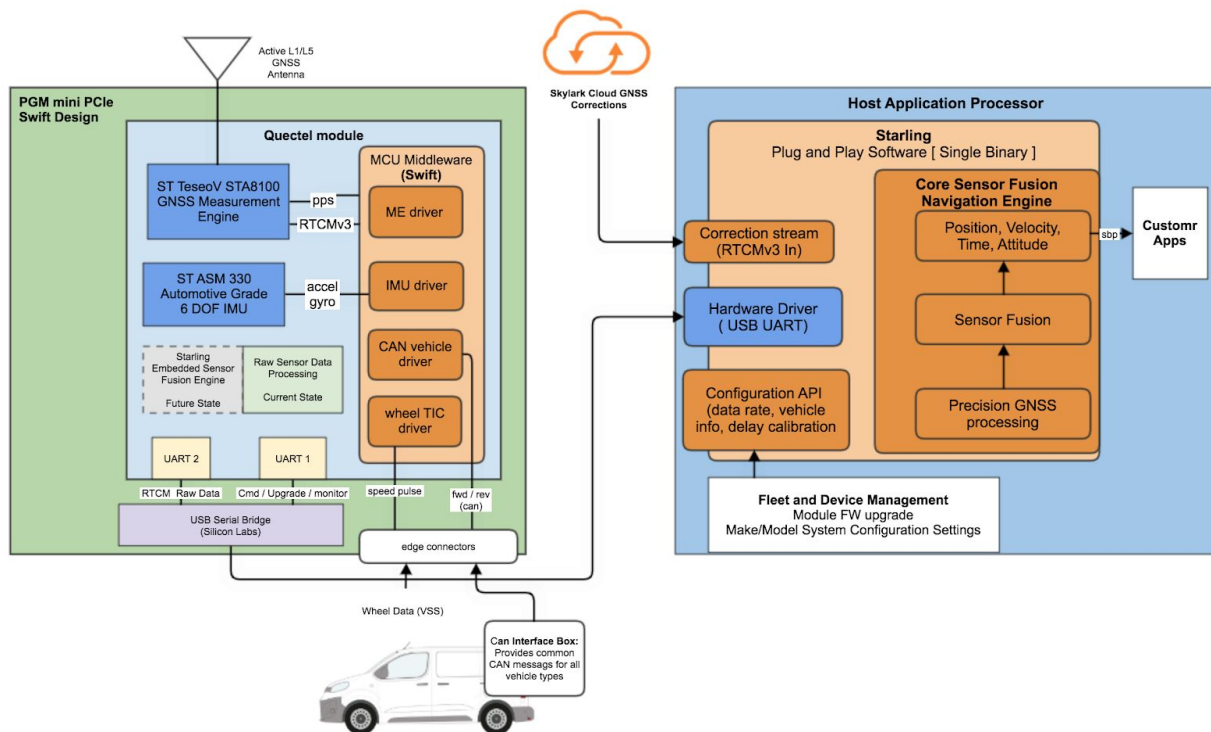 Active L1/L5
GNSS
Antenna
PGM mini PCIe
Swift Design
Quectel module
ST TeseoV STA8100
GNSS Measurement
Engine
pps
RTCMv3
MCU Middleware
(Swift)
ME driver
ST ASM 330
Automotive Grade
6 DOF IMU
accel
gyro
IMU driver
CAN vehicle
driver
wheel TIC
driver
Starling
Embedded Sensor
Fusion Engine
Future State
Raw Sensor Data
Processing
Current State
UART 2
UART 1
RTCM Raw Data
Cmd / Upgrade / monitor
speed pulse
fwd / rev
(can)
USB Serial Bridge
(Silicon Labs)
edge connectors
Wheel Data (VSS)
Can Interface Box:
Provides common
CAN messag for all
vehicle types
Skylark Cloud GNSS
Corrections
Host Application Processor
Starling
Plug and Play Software [ Single Binary ]
Correction stream
(RTCMv3 In)
Hardware Driver
( USB UART)
Configuration API
(data rate, vehicle
info, delay calibration
Core Sensor Fusion
Navigation Engine
Position, Velocity,
Time, Attitude
Sensor Fusion
Precision GNSS
processing
sbp
Customr
Apps
Fleet and Device Management
Module FW upgrade
Make/Model System Configuration Settings